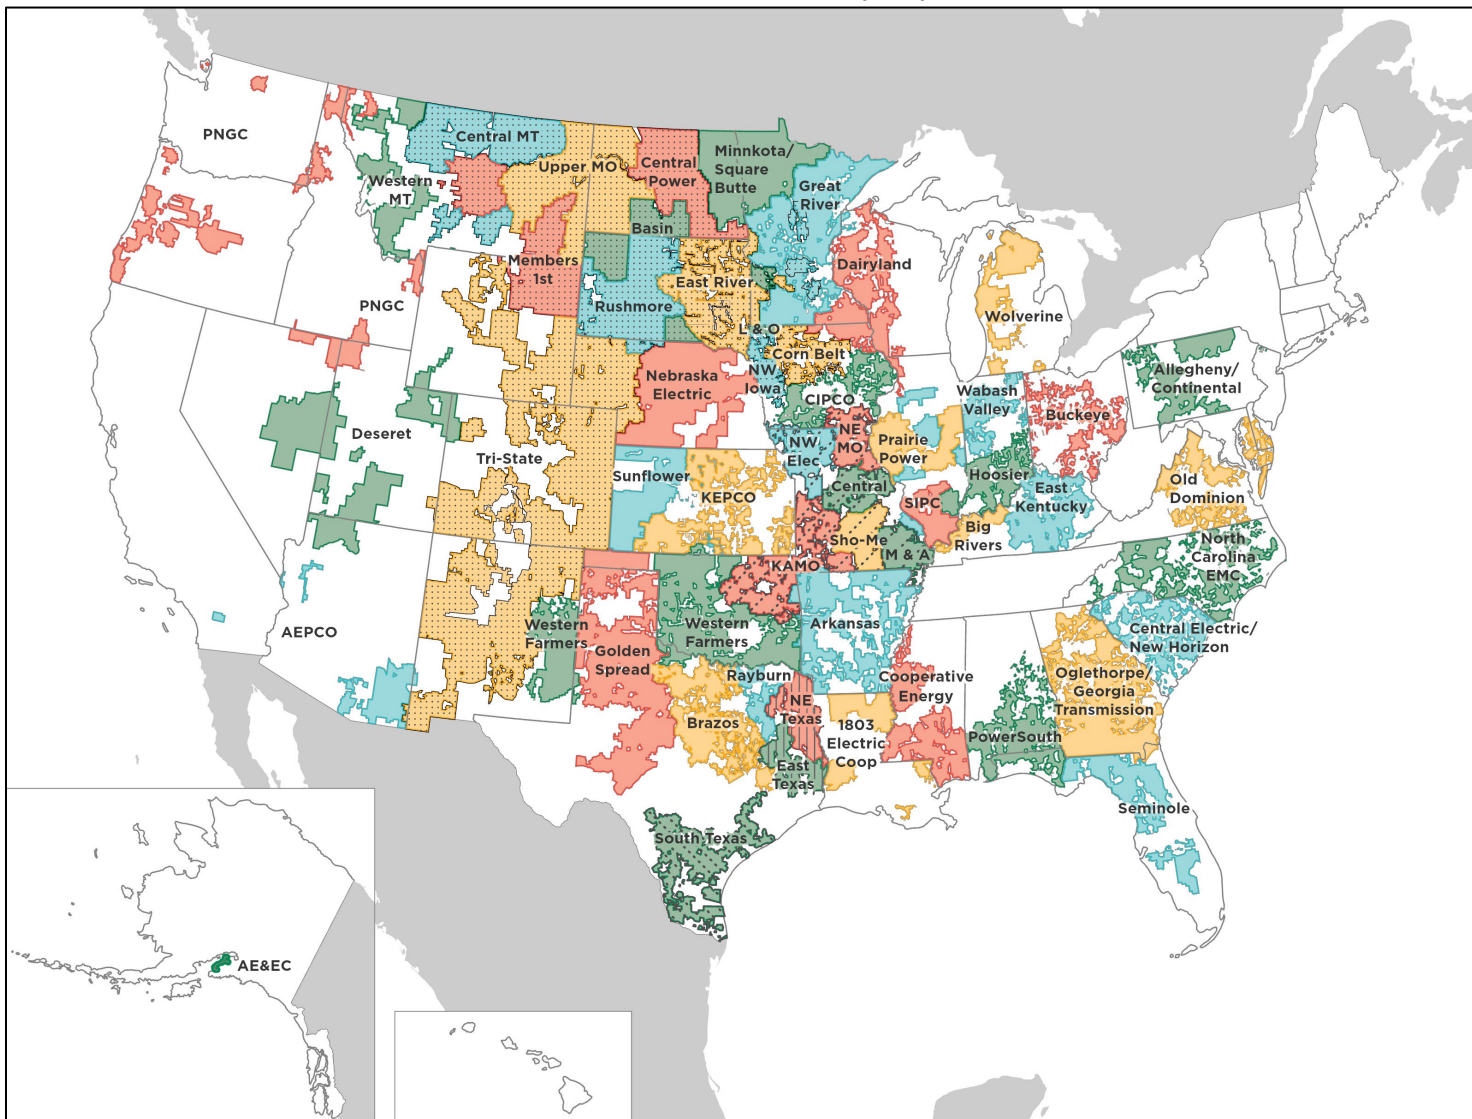 PNGC
Central MT
Upper MO
Central
Power
Minnkota/
Square
Butte
Great
River
Western
MT
Basin
Members
1st
Dairyland
East River
PNGC
Rushmore
Wolverine
L & O
Corn Belt
Nebraska
Electric
NW
Iowa
Allegheny/
Continental
Wabash
Valley
CIPCO
Buckeye
Deseret
NE
MO
Prairie
Power
NW
Elec
Tri-State
Sunflower
KEPCO
Central
Hoosier
Old
Dominion
East
Kentucky
SIPC
Big
Rivers
Sho-Me
M & A
North
Carolina
EMC
KAMO
AEPCO
Western
Farmers
Western
Farmers
Arkansas
Central Electric/
New Horizon
Golden
Spread
Rayburn
Cooperative
Energy
Oglethorpe/
Georgia
Transmission
NE
Texas
Brazos
1803
Electric
Coop
PowerSouth
East
Texas
Seminole
South Texas
AE&EC